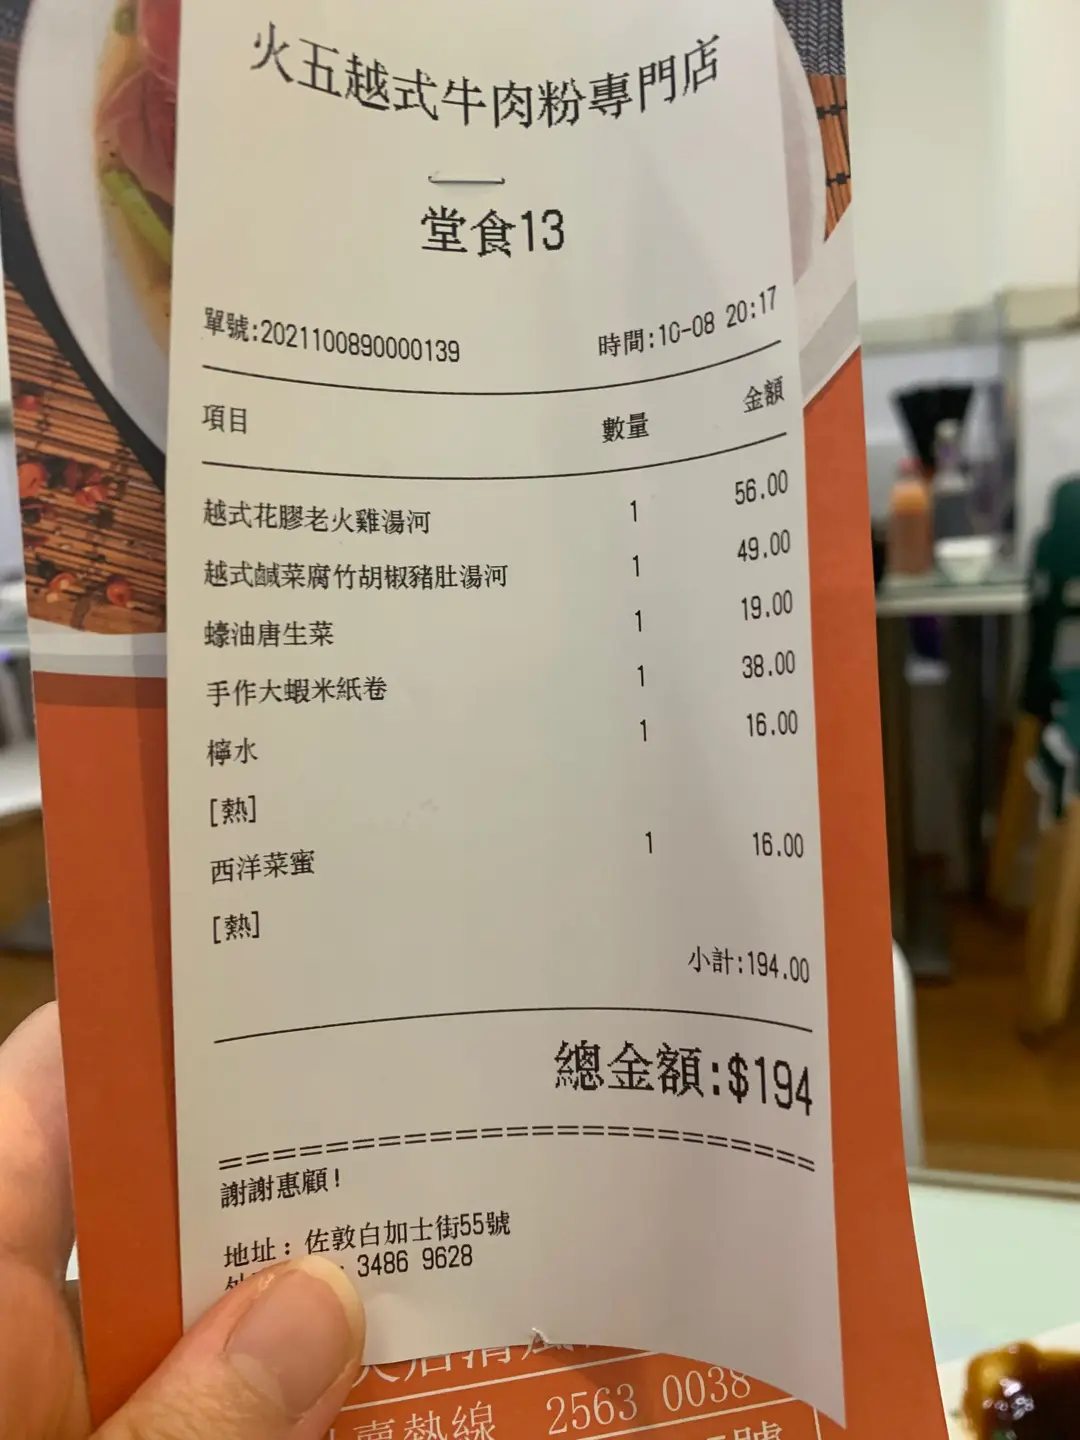 火五越式牛肉粉專門店
堂食13
單號:2021100890000139 時間:10-08 20:17
項目 數量 金額
越式花膠老火雞湯河 1 56.00
越式鹹菜腐竹胡椒豬肚湯河 1 49.00
蠔油唐生菜 1 19.00
手作大蝦米紙卷 1 38.00
檸水 1 16.00
[熱]
西洋菜蜜 1 16.00
[熱]
小計:194.00
總金額:$194
謝謝惠顧!
地址: 佐敦白加士街55號
3486 9628
賣熱線 2563 0038
號